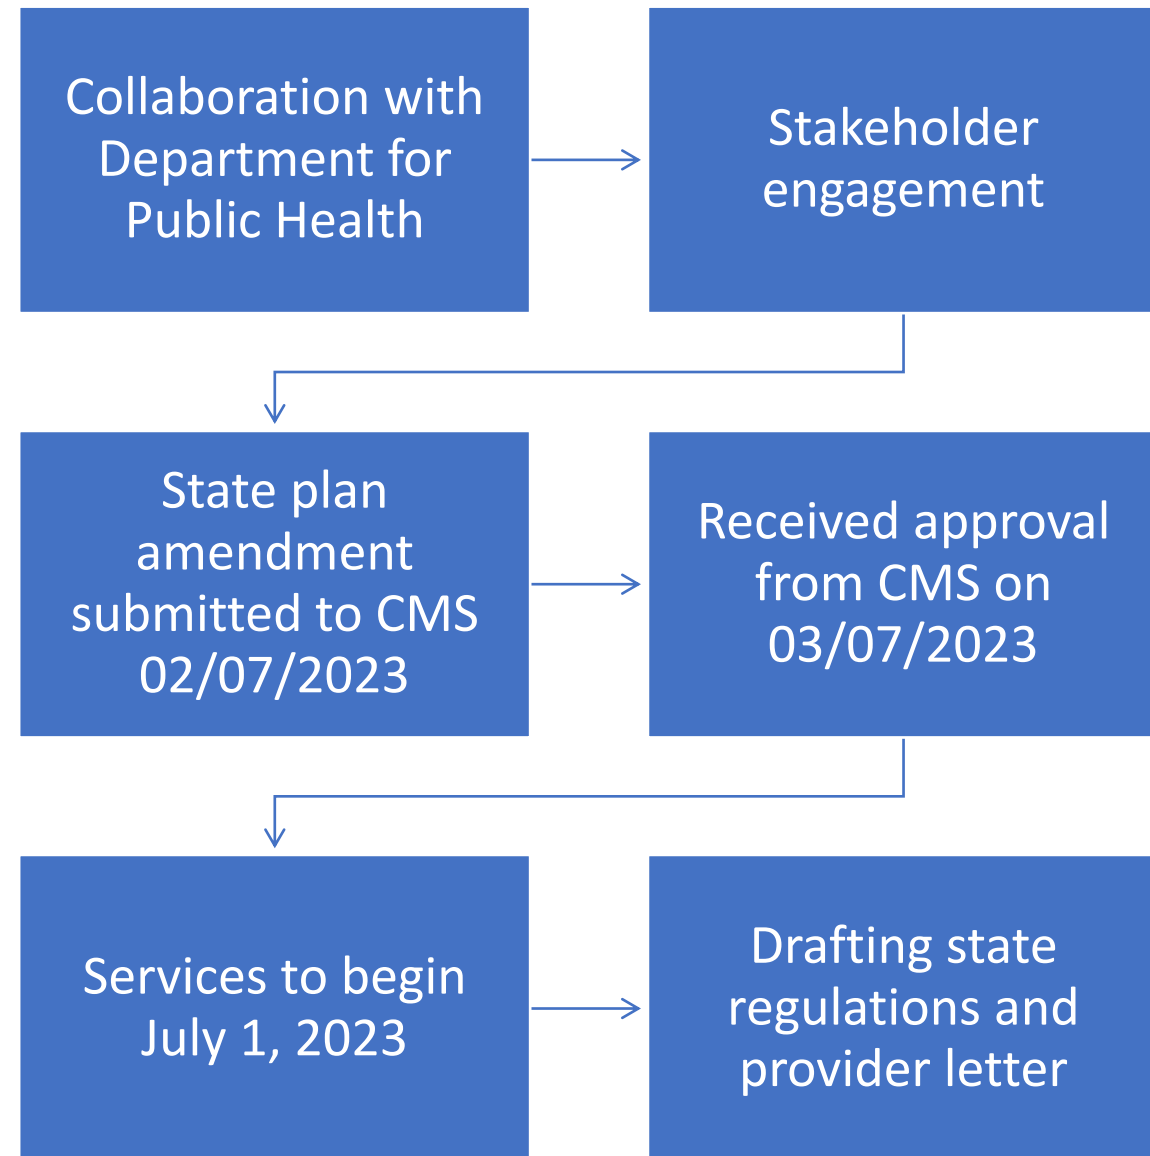 Collaboration with
Department for
Public Health
Stakeholder
engagement
State plan
amendment
submitted to CMS
02/07/2023
Received approval
from CMS on
03/07/2023
Services to begin
July 1, 2023
Drafting state
regulations and
provider letter